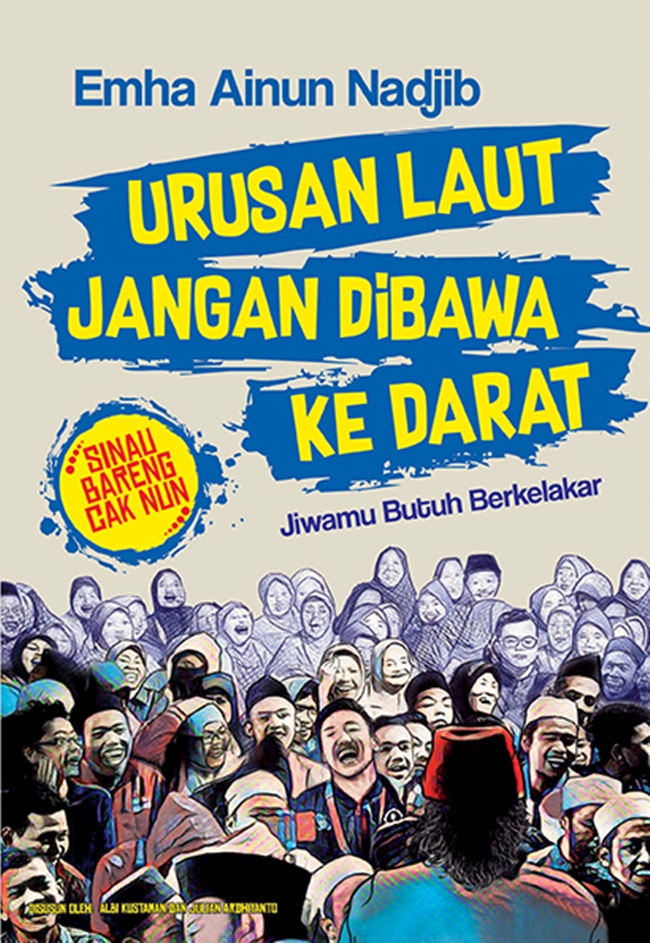 Emha Ainun Nadjib
URUSAN LAUT
JANGAN DiBAWA
KE DARAT
SINAU
BARENG
CAK NUN
Jiwamu Butuh Berkelakar
DISUSUN OLEH : ALBI KUSTAMAN DAN JULIAN ARDHIYANTO